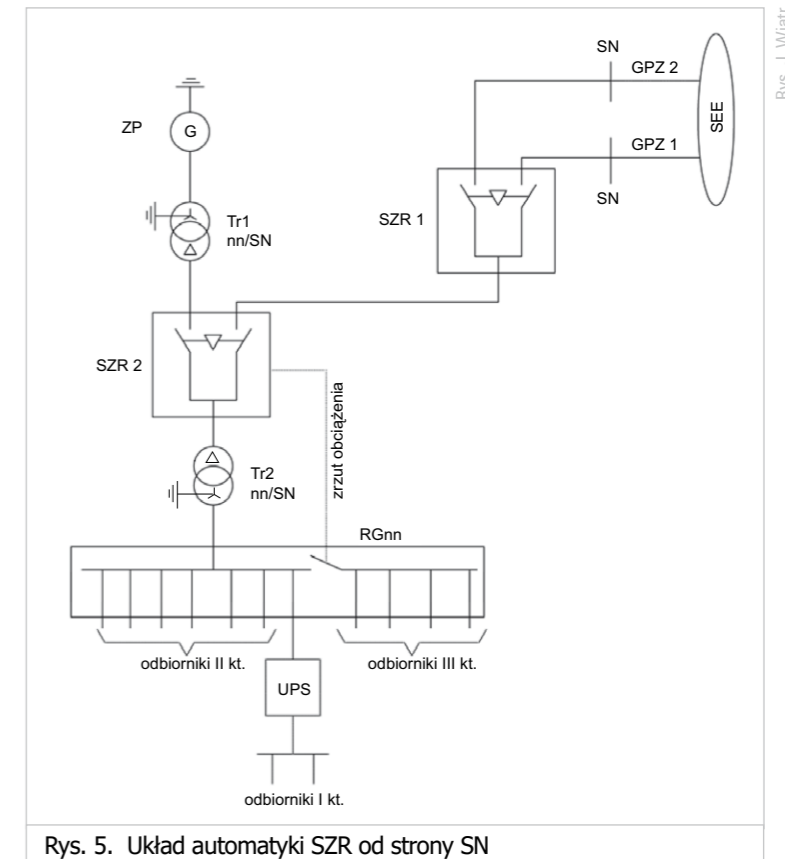 Rys. J. Wiatr
SN
GPZ 2
SEE
ZP
G
GPZ 1
SN
SZR 1
Tr1
nn/SN
SZR 2
zrzut obciążenia
Tr2
nn/SN
RGnn
odbiorniki II kt.
odbiorniki III kt.
UPS
odbiorniki I kt.
Rys. 5. Układ automatyki SZR od strony SN